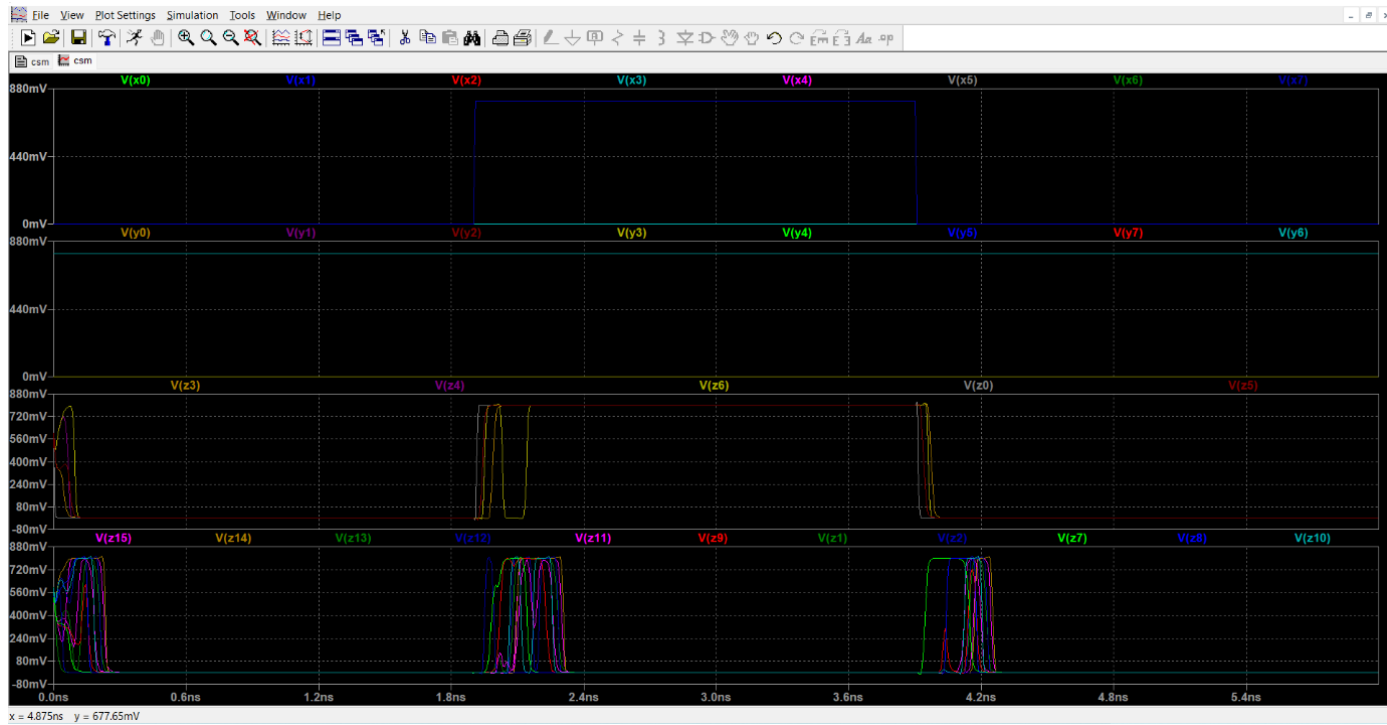 File View Plot Settings Simulation Tools Window Help
csm csm
V(x0) V(x1) V(x2) V(x3) V(x4) V(x5) V(x6) V(x7)
880mV
440mV
0mV
V(y0) V(y1) V(y2) V(y3) V(y4) V(y5) V(y7) V(y6)
880mV
440mV
0mV
V(z3) V(z4) V(z6) V(z0) V(z5)
880mV
720mV
560mV
400mV
240mV
80mV
-80mV
V(z15) V(z14) V(z13) V(z12) V(z11) V(z9) V(z1) V(z2) V(z7) V(z8) V(z10)
880mV
720mV
560mV
400mV
240mV
80mV
-80mV
0.0ns 0.6ns 1.2ns 1.8ns 2.4ns 3.0ns 3.6ns 4.2ns 4.8ns 5.4ns
x = 4.875ns y = 677.65mV